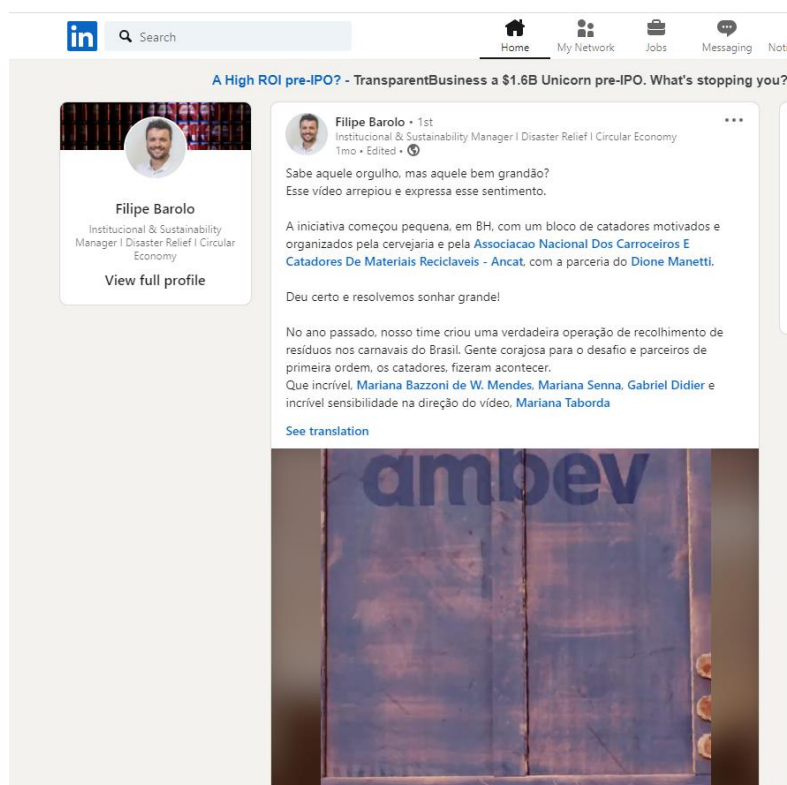 in
Search
Home
My Network
Jobs
Messaging
A High ROI pre-IPO? - TransparentBusiness a $1.6B Unicorn pre-IPO. What's stopping you?
Filipe Barolo
Institucional & Sustainability
Manager I Disaster Relief I Circular
Economy
View full profile
Filipe Barolo • 1st
Institucional & Sustainability Manager I Disaster Relief I Circular Economy
1mo • Edited •
Sabe aquele orgulho, mas aquele bem grandão?
Esse vídeo arrepiou e expressa esse sentimento.
A iniciativa começou pequena, em BH, com um bloco de catadores motivados e
organizados pela cervejaria e pela Associacao Nacional Dos Carroceiros E
Catadores De Materiais Reciclaveis - Ancat, com a parceria do Dione Manetti.
Deu certo e resolvemos sonhar grande!
No ano passado, nosso time criou uma verdadeira operação de recolhimento de
resíduos nos carnavais do Brasil. Gente corajosa para o desafio e parceiros de
primeira ordem, os catadores, fizeram acontecer.
Que incrível, Mariana Bazzoni de W. Mendes, Mariana Senna, Gabriel Didier e
incrível sensibilidade na direção do vídeo, Mariana Taborda
See translation
ambev